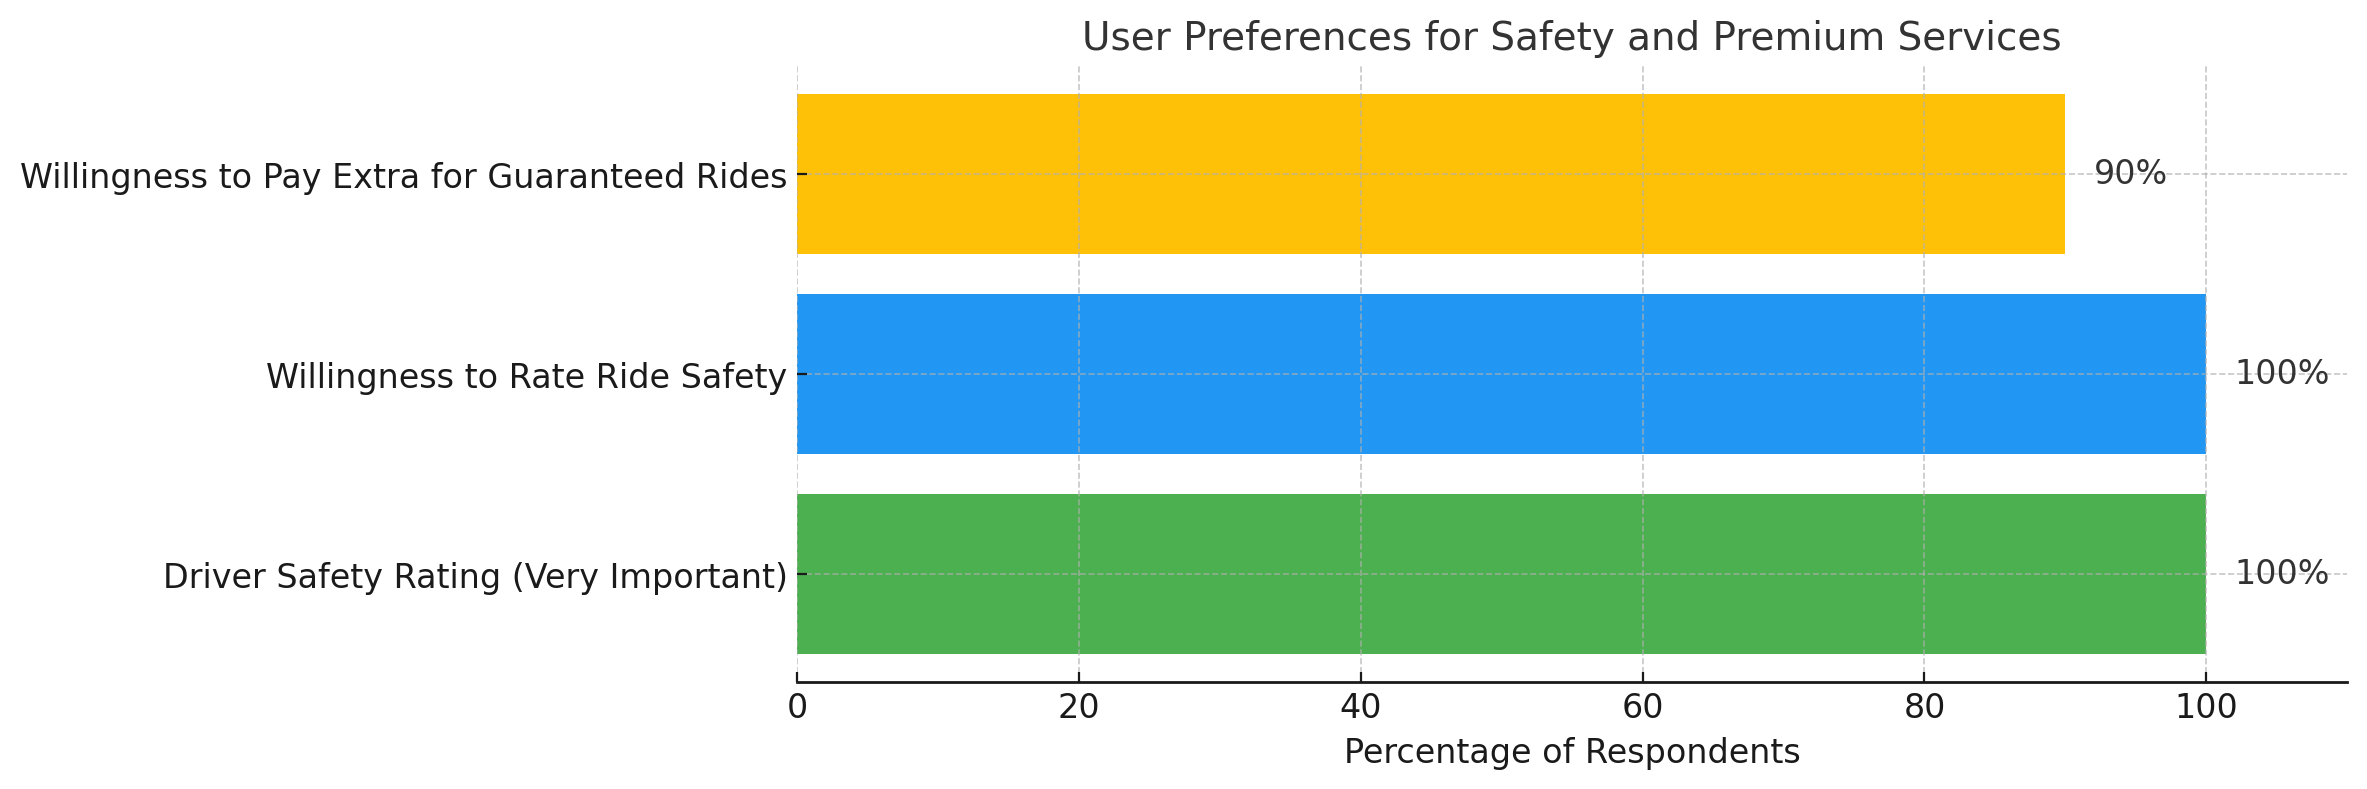 User Preferences for Safety and Premium Services
Willingness to Pay Extra for Guaranteed Rides
90%
Willingness to Rate Ride Safety
100%
Driver Safety Rating (Very Important)
100%
0 20 40 60 80 100
Percentage of Respondents